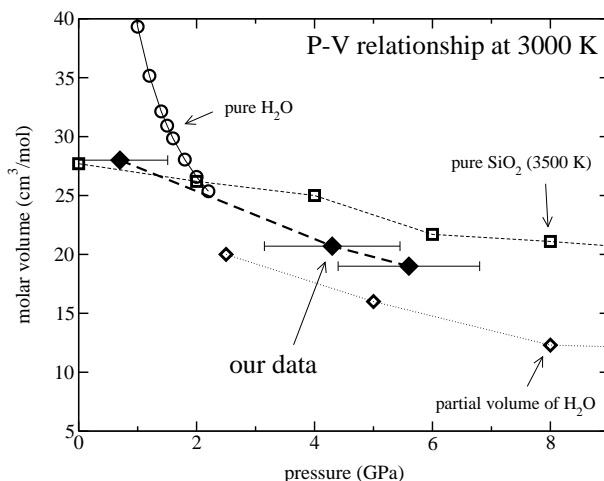 P-V relationship at 3000 K
40
35
30
25
20
15
10
5
molar volume (cm³/mol)
pure H₂O
pure SiO₂ (3500 K)
our data
partial volume of H₂O
0 2 4 6 8
pressure (GPa)